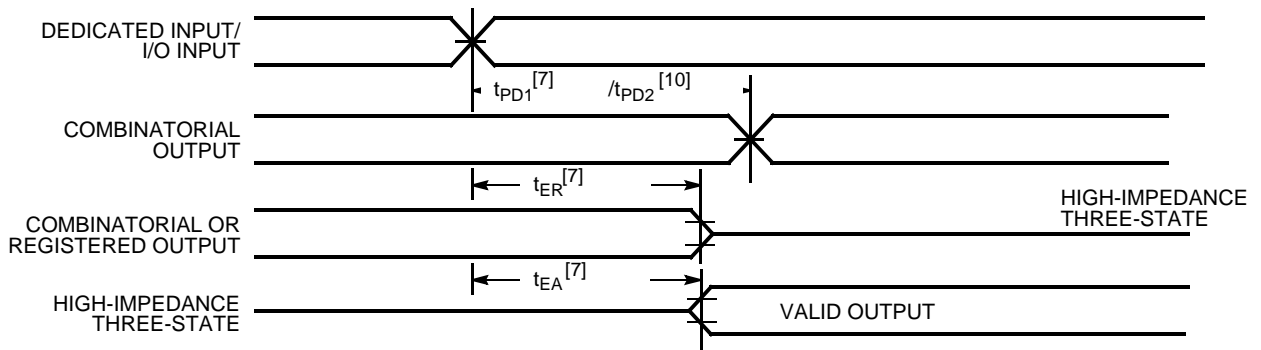 DEDICATED INPUT/
I/O INPUT
tPD1[7] /tPD2[10]
COMBINATORIAL
OUTPUT
tER[7]
HIGH-IMPEDANCE
THREE-STATE
COMBINATORIAL OR
REGISTERED OUTPUT
tEA[7]
HIGH-IMPEDANCE
THREE-STATE
VALID OUTPUT